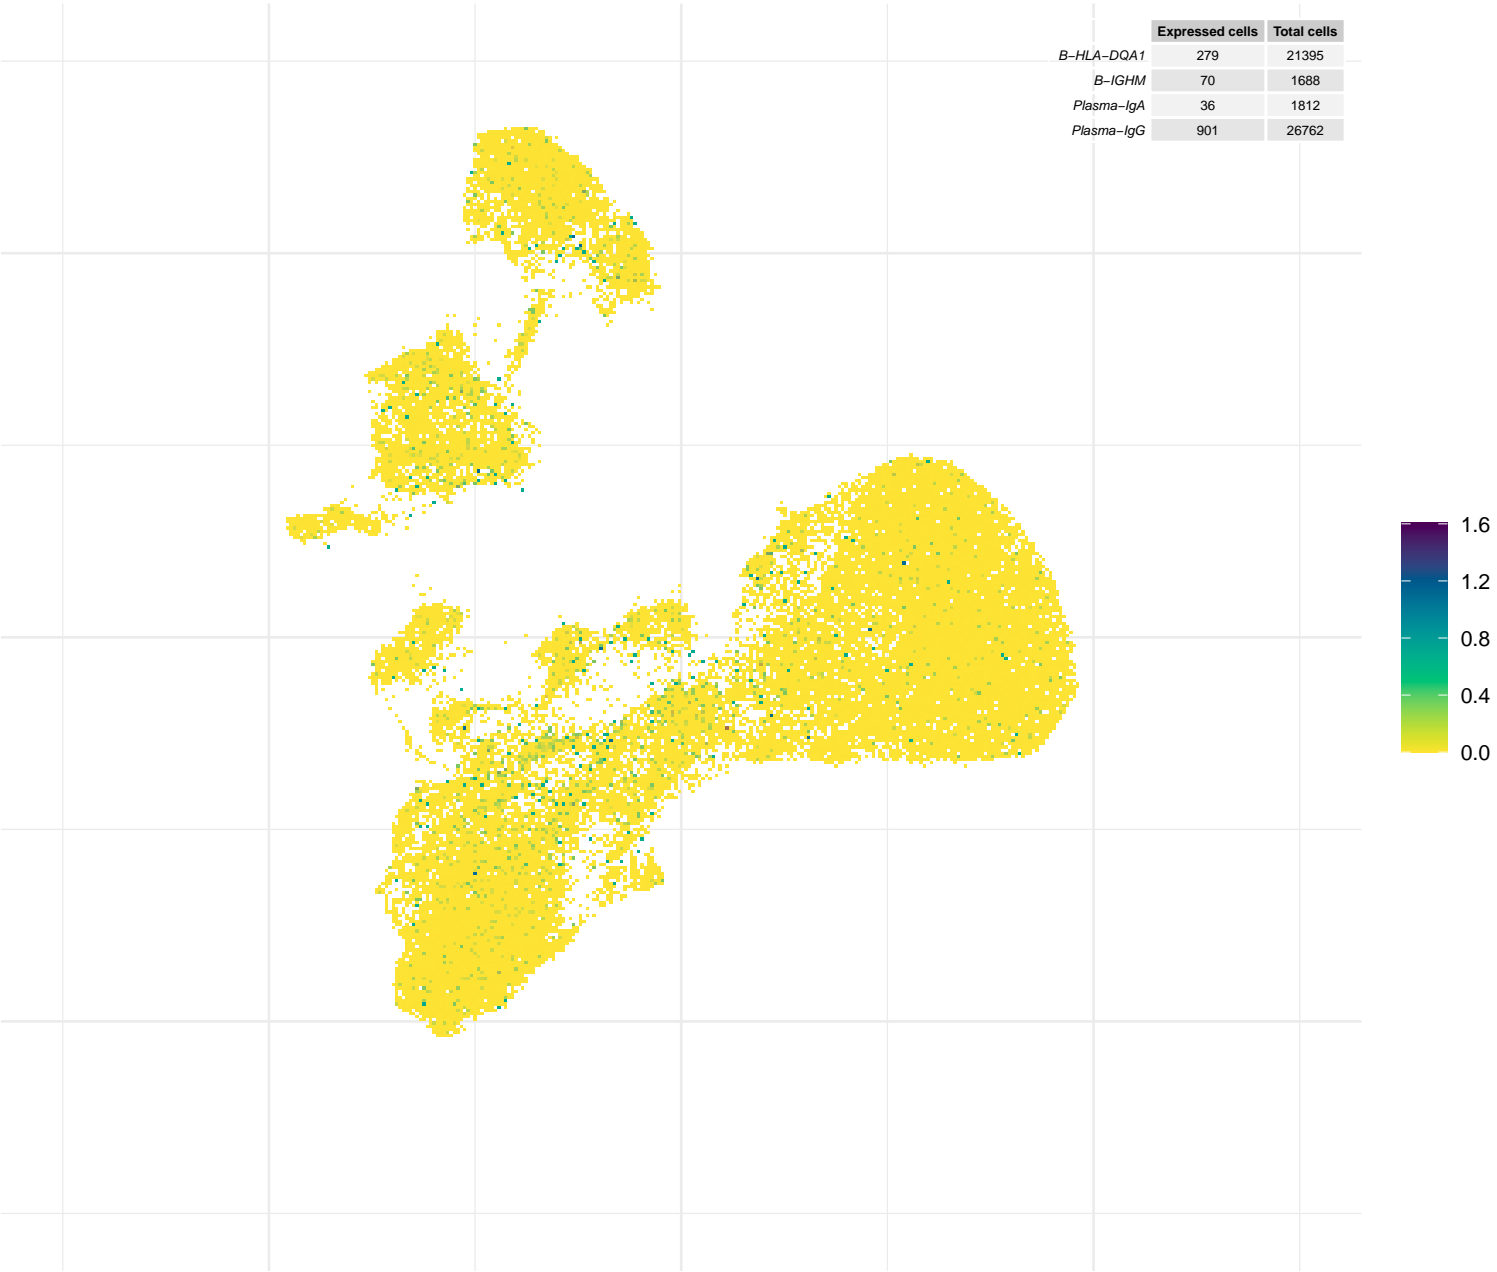 Expressed cells Total cells
B−HLA−DQA1 279 21395
B−IGHM 70 1688
Plasma−IgA 36 1812
Plasma−IgG 901 26762
1.6
1.2
0.8
0.4
0.0